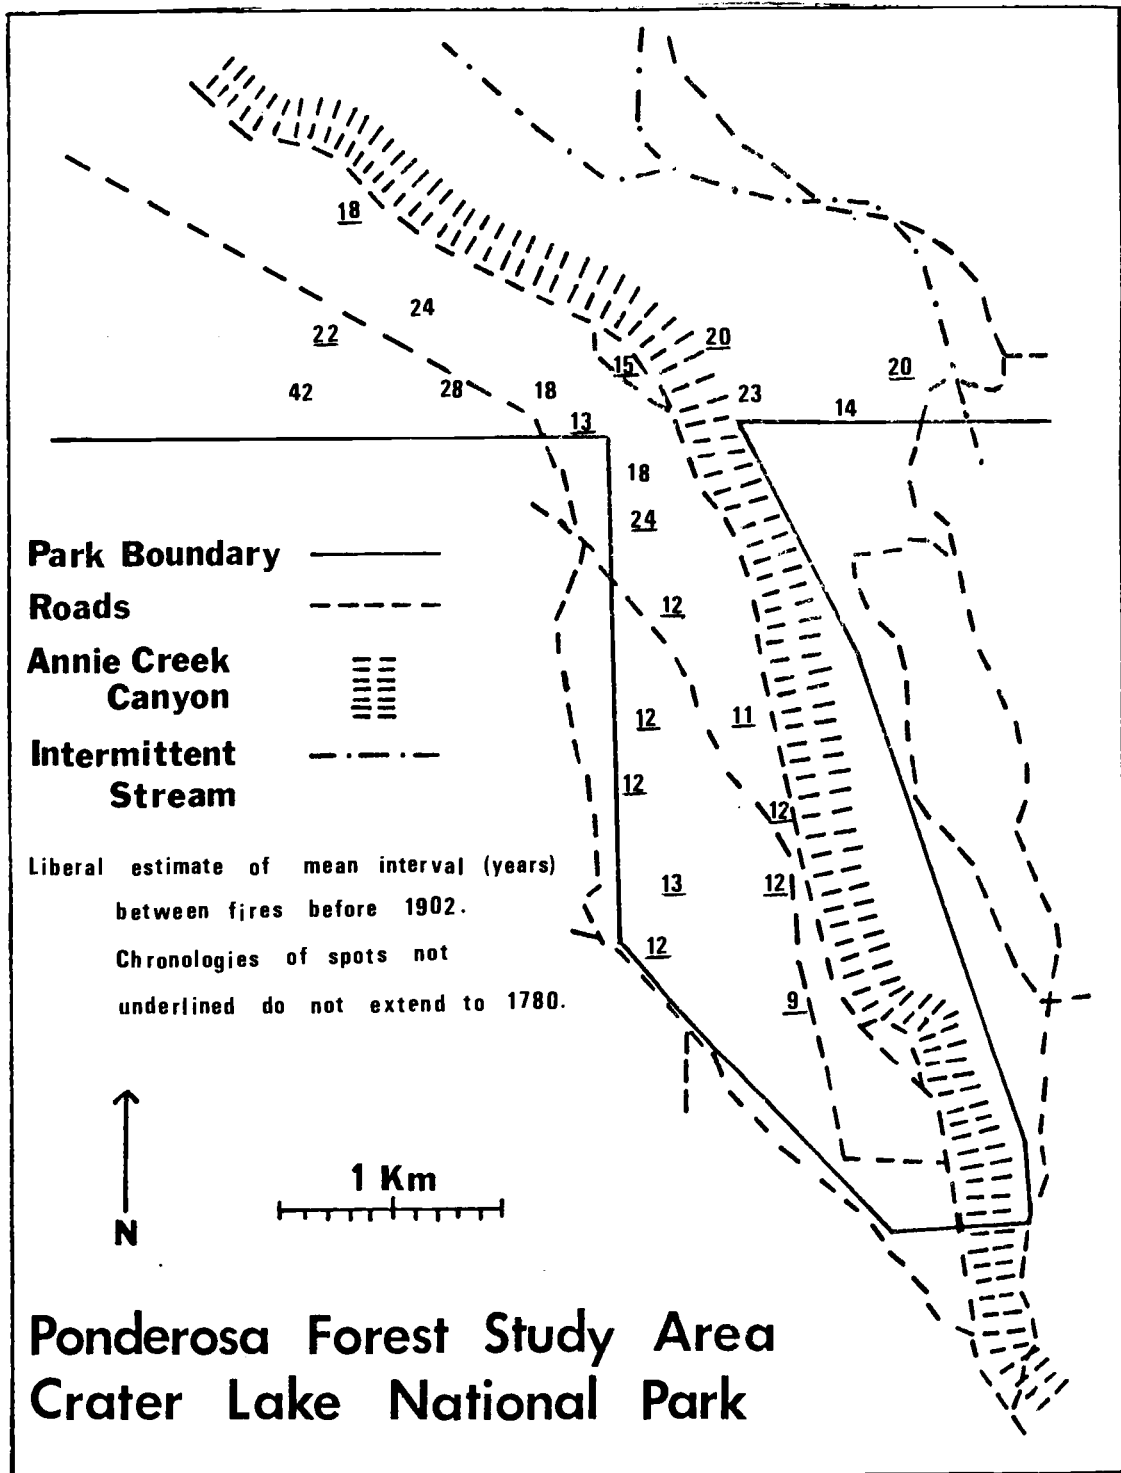 18
24
22
20
15
20
42
28
18
23
14
13
18
24
Park Boundary
Roads
12
Annie Creek
Canyon
12
11
Intermittent
Stream
12
12
Liberal estimate of mean interval (years)
between fires before 1902.
13
12
Chronologies of spots not
12
underlined do not extend to 1780.
9
1 Km
N
Ponderosa Forest Study Area
Crater Lake National Park